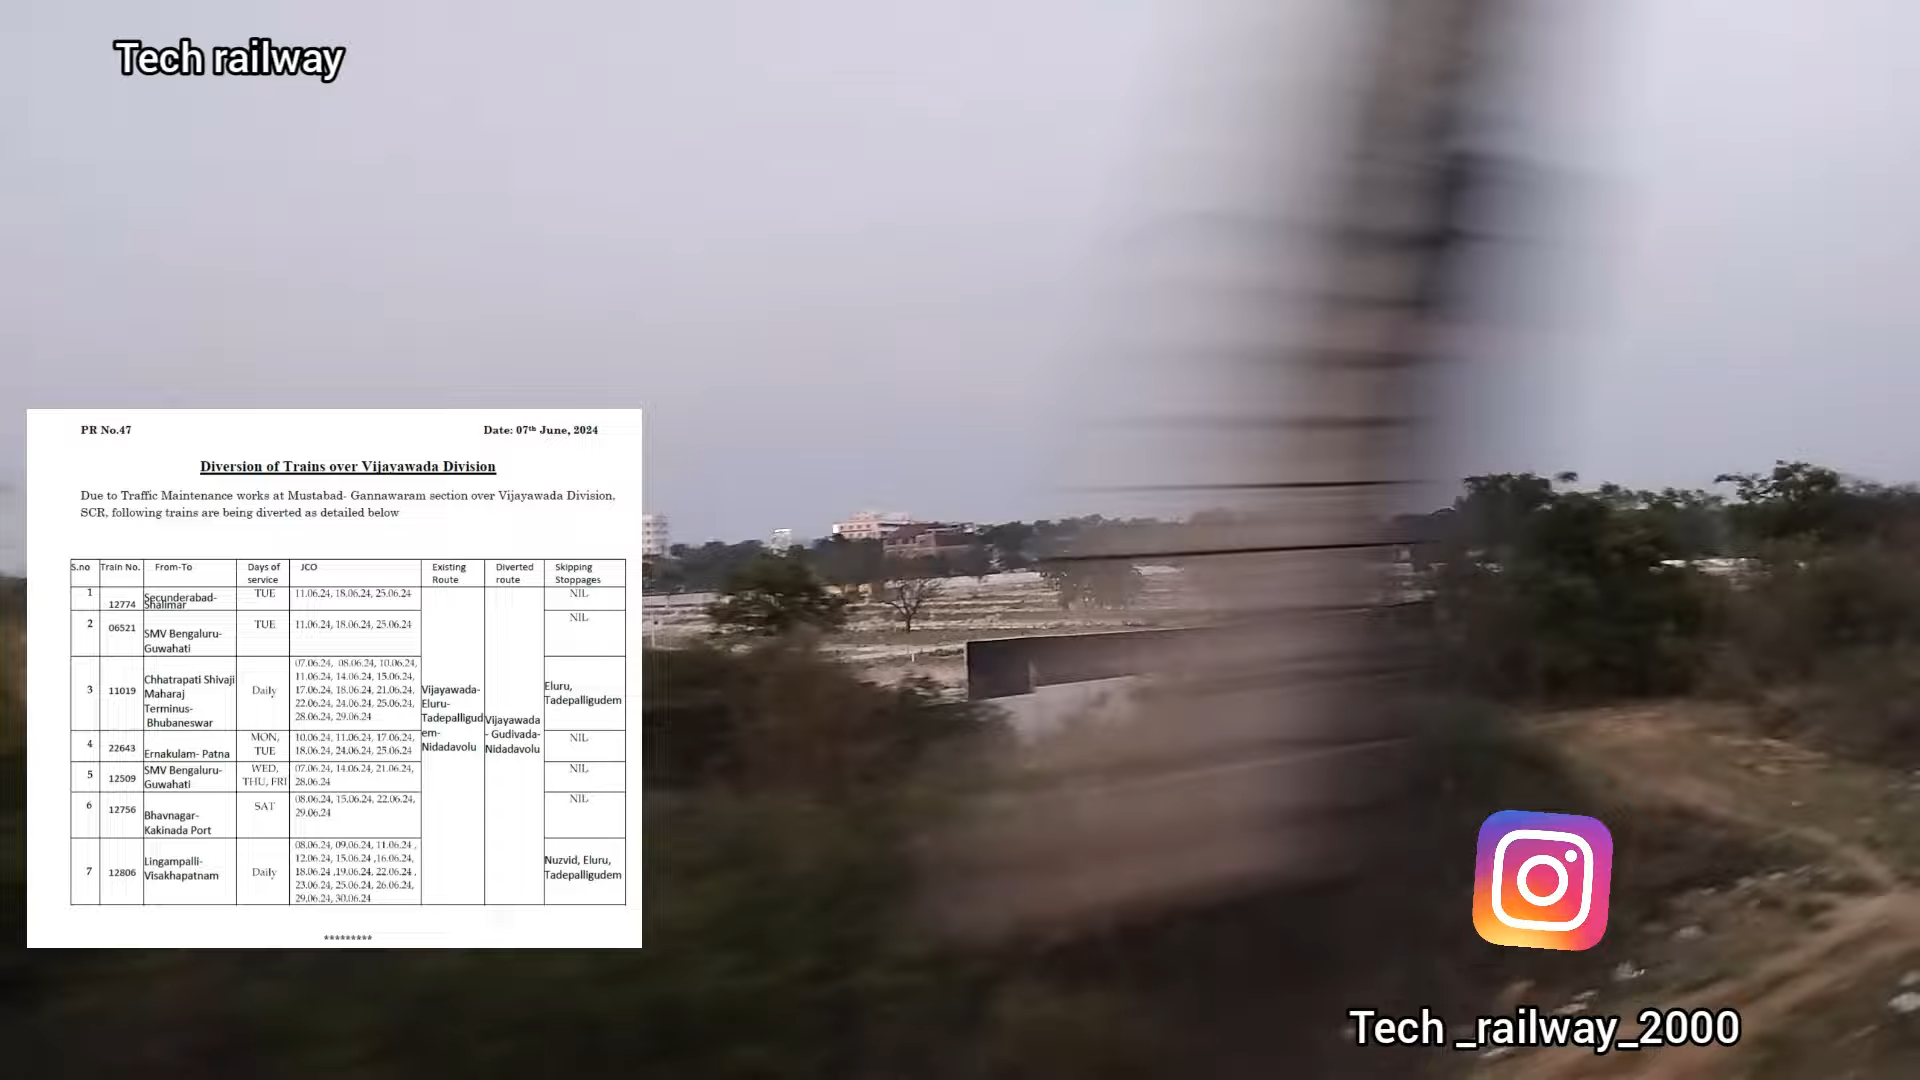 Tech railway
PR No.47 Date: 07th June, 2024
Diversion of Trains over Vijayawada Division
Due to Traffic Maintenance works at Mustabad- Gannawaram section over Vijayawada Division,
SCR, following trains are being diverted as detailed below
S.no Train No. From-To Days of service JCO Existing Route Diverted route Skipping Stoppages
1 12774 Secunderabad- Shalimar TUE 11.06.24, 18.06.24, 25.06.24 NIL
2 06521 SMV Bengaluru- Guwahati TUE 11.06.24, 18.06.24, 25.06.24 NIL
3 11019 Chhatrapati Shivaji Maharaj Terminus- Bhubaneswar Daily 07.06.24, 08.06.24, 10.06.24, 11.06.24, 14.06.24, 15.06.24, 17.06.24, 18.06.24, 21.06.24, 22.06.24, 24.06.24, 25.06.24, 28.06.24, 29.06.24 Eluru, Tadepalligudem
Vijayawada- Eluru- Tadepalligudem- Nidadavolu
Vijayawada - Gudivada- Nidadavolu
4 22643 Ernakulam- Patna MON, TUE 10.06.24, 11.06.24, 17.06.24, 18.06.24, 24.06.24, 25.06.24 NIL
5 12509 SMV Bengaluru- Guwahati WED, THU, FRI 07.06.24, 14.06.24, 21.06.24, 28.06.24 NIL
6 12756 Bhavnagar- Kakinada Port SAT 08.06.24, 15.06.24, 22.06.24, 29.06.24 NIL
7 12806 Lingampalli- Visakhapatnam Daily 08.06.24, 09.06.24, 11.06.24 , 12.06.24, 15.06.24 ,16.06.24, 18.06.24 ,19.06.24, 22.06.24 , 23.06.24, 25.06.24, 26.06.24, 29.06.24, 30.06.24 Nuzvid, Eluru, Tadepalligudem
*********
Tech _railway_2000